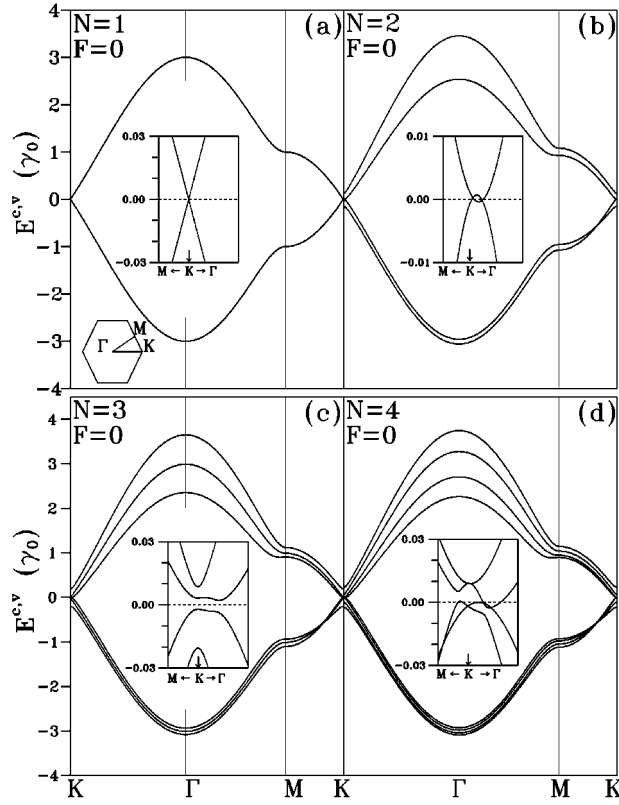 N=1
F=0
(a)
N=2
F=0
(b)
4
3
2
1
0
-1
-2
-3
-4
E^{c,v} (γ₀)
0.03
0.00
-0.03
M ← K → Γ
0.01
0.00
-0.01
M ← K → Γ
Γ
M
K
N=3
F=0
(c)
N=4
F=0
(d)
4
3
2
1
0
-1
-2
-3
-4
E^{c,v} (γ₀)
0.03
0.00
-0.03
M ← K → Γ
0.03
0.00
-0.03
M ← K → Γ
K Γ M K Γ M K